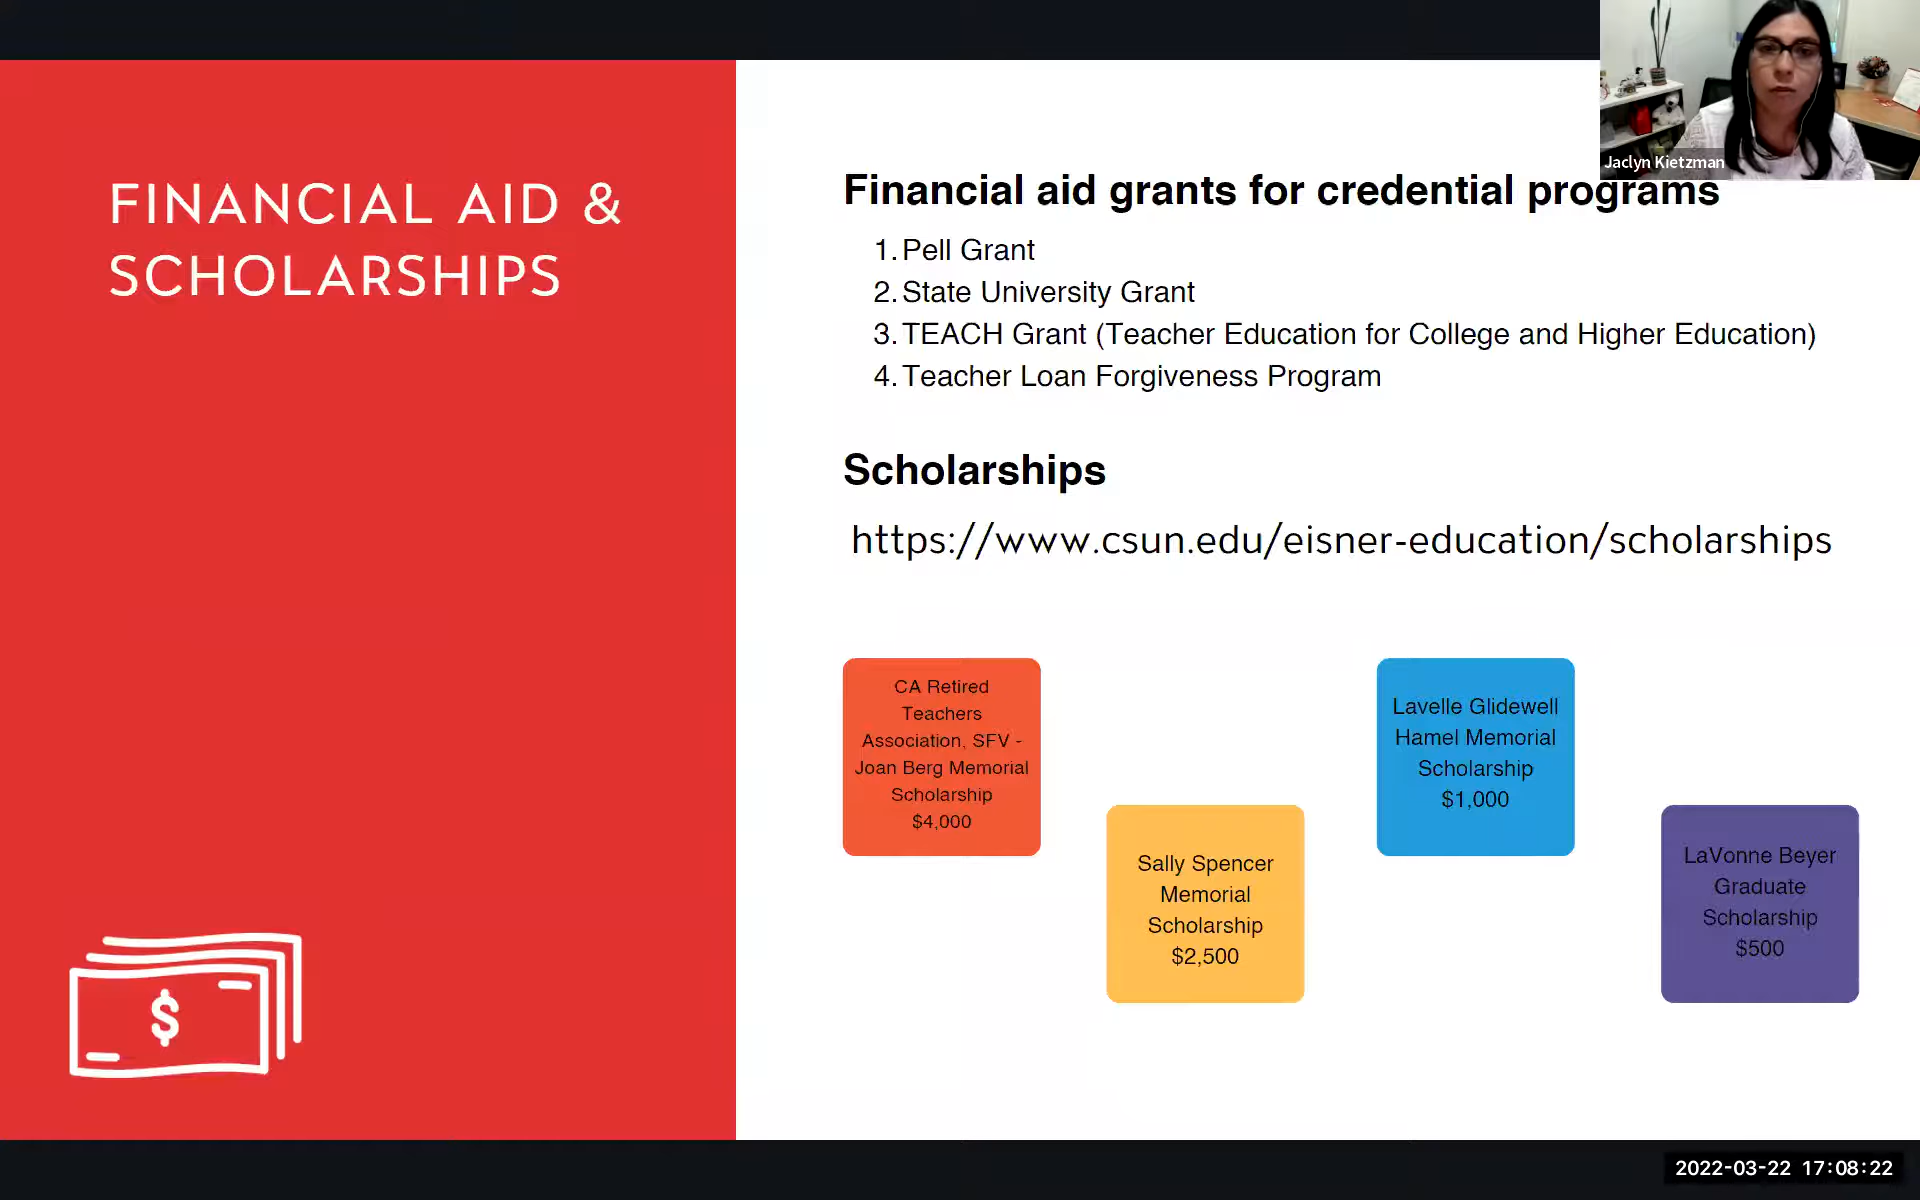 FINANCIAL AID &
SCHOLARSHIPS
$
Jaclyn Kietzman
Financial aid grants for credential programs
1. Pell Grant
2. State University Grant
3. TEACH Grant (Teacher Education for College and Higher Education)
4. Teacher Loan Forgiveness Program
Scholarships
https://www.csun.edu/eisner-education/scholarships
CA Retired
Teachers
Association, SFV -
Joan Berg Memorial
Scholarship
$4,000
Sally Spencer
Memorial
Scholarship
$2,500
Lavelle Glidewell
Hamel Memorial
Scholarship
$1,000
LaVonne Beyer
Graduate
Scholarship
$500
2022-03-22 17:08:22